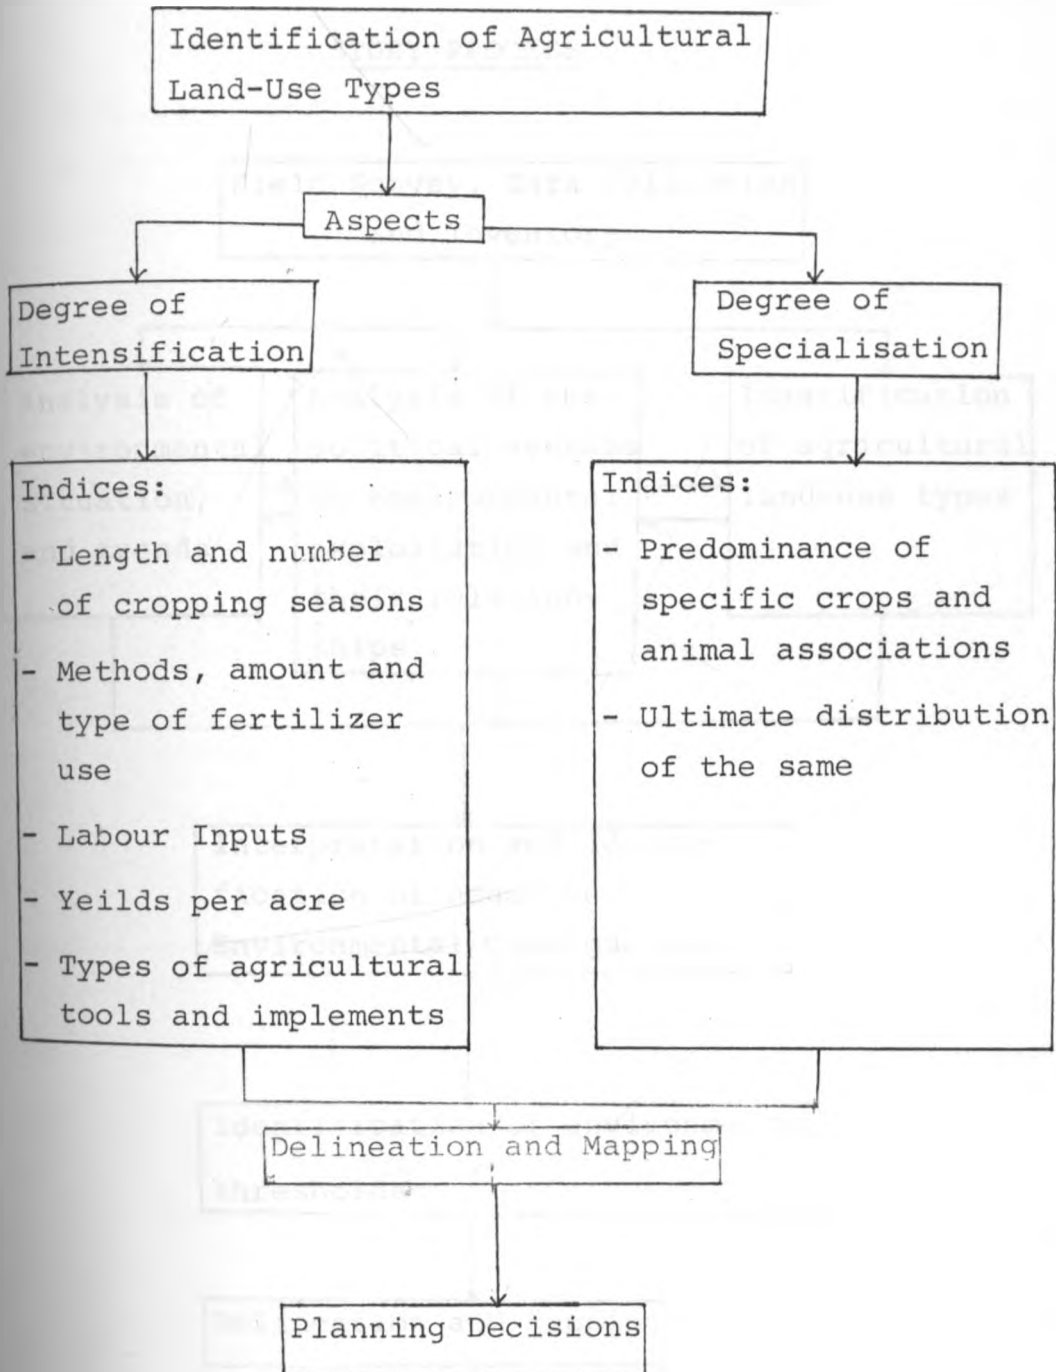 Identification of Agricultural
Land-Use Types
Aspects
Degree of
Intensification
Indices:
- Length and number
of cropping seasons
- Methods, amount and
type of fertilizer
use
- Labour Inputs
- Yeilds per acre
- Types of agricultural
tools and implements
Degree of
Specialisation
Indices:
- Predominance of
specific crops and
animal associations
- Ultimate distribution
of the same
Delineation and Mapping
Planning Decisions